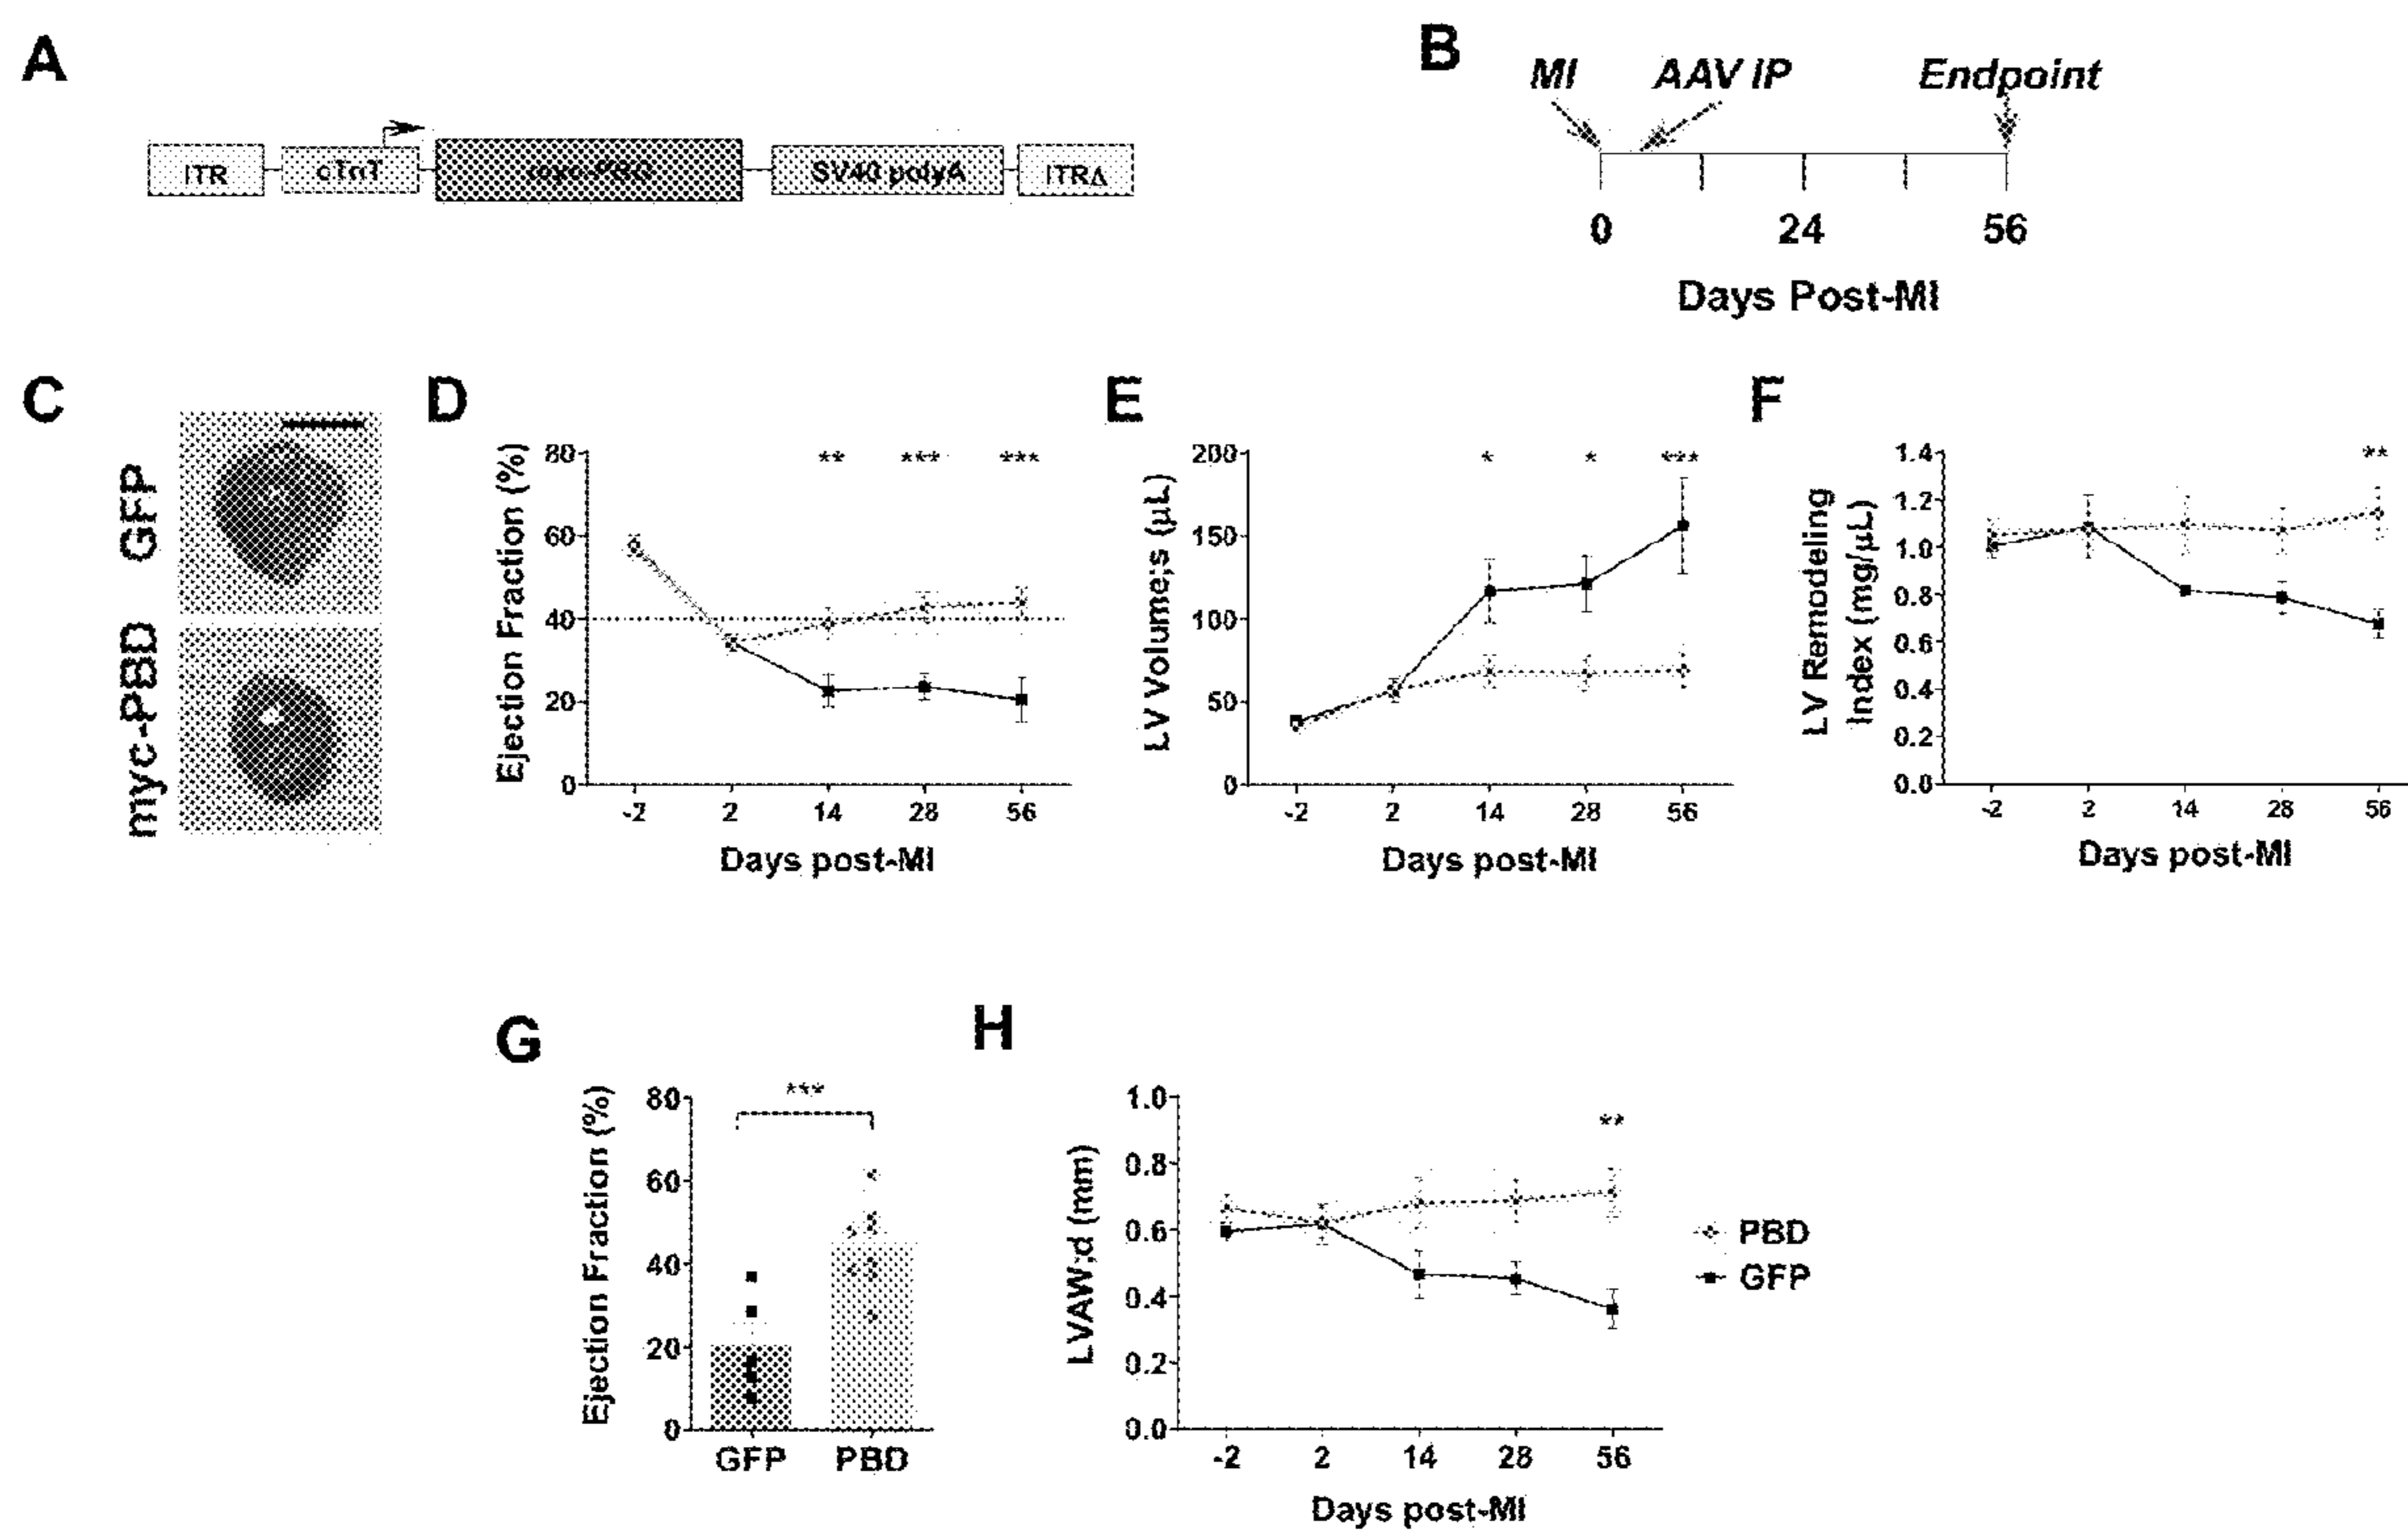 A
ITR cTnT SV40 polyA ITRΔ
B
MI AAV IP Endpoint
0 24 56
Days Post-MI
C
GFP
myc-PBD
D
Ejection Fraction (%)
80
60
40
20
0
** *** ***
-2 2 14 28 56
Days post-MI
E
LV Volume;s (µL)
200
150
100
50
0
* * ***
-2 2 14 28 56
Days post-MI
F
LV Remodeling
Index (mg/µL)
1.4
1.2
1.0
0.8
0.6
0.4
0.2
0.0
**
-2 2 14 28 56
Days post-MI
G
Ejection Fraction (%)
80
60
40
20
0
***
GFP PBD
H
LVAW;d (mm)
1.0
0.8
0.6
0.4
0.2
0.0
**
-2 2 14 28 56
Days post-MI
PBD
GFP